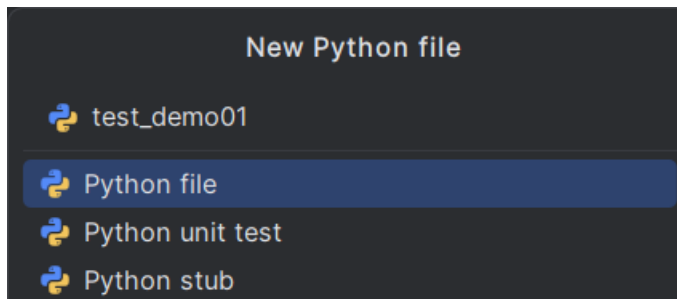 New Python file
test_demo01
Python file
Python unit test
Python stub